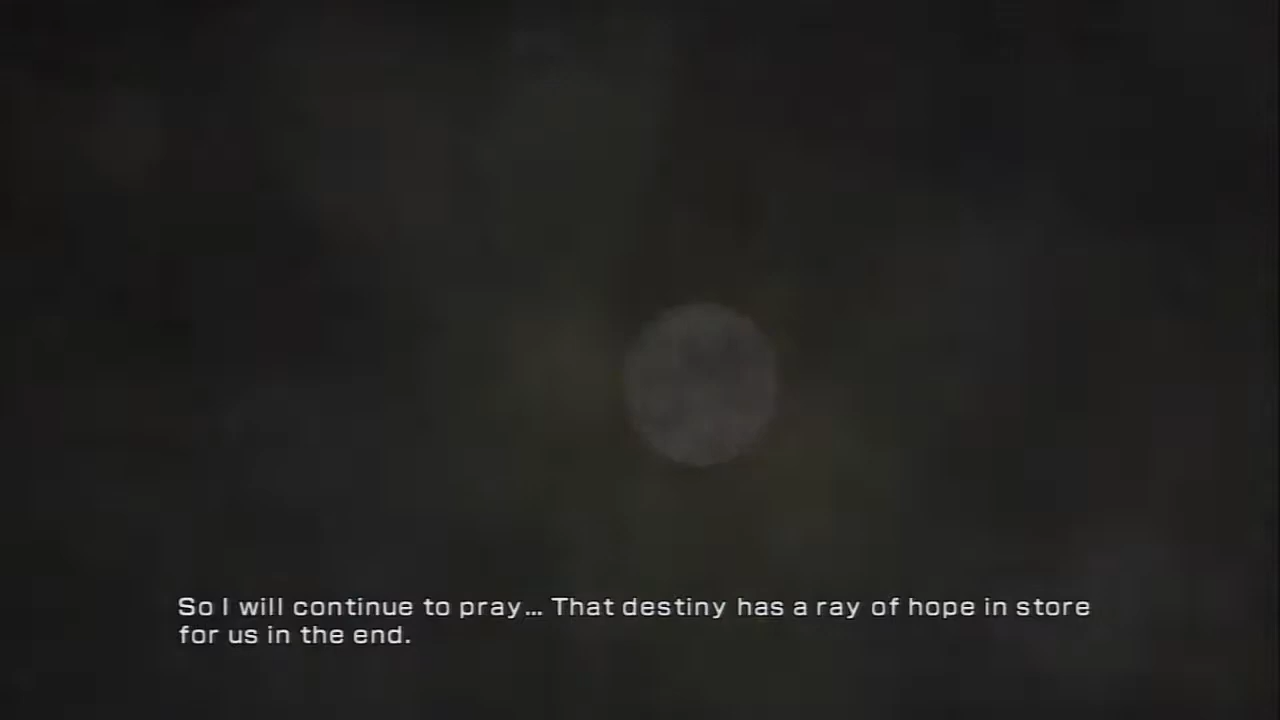 So I will continue to pray… That destiny has a ray of hope in store
for us in the end.